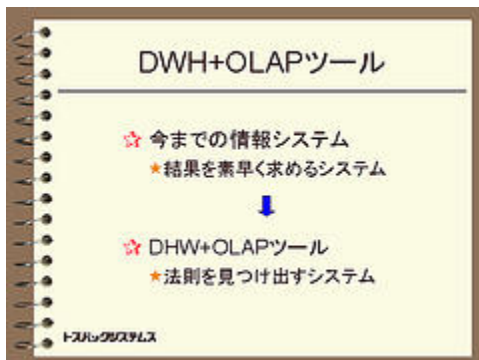 DWH+OLAPツール
☆ 今までの情報システム
★結果を素早く求めるシステム
☆ DHW+OLAPツール
★法則を見つけ出すシステム
トスバックシステムス